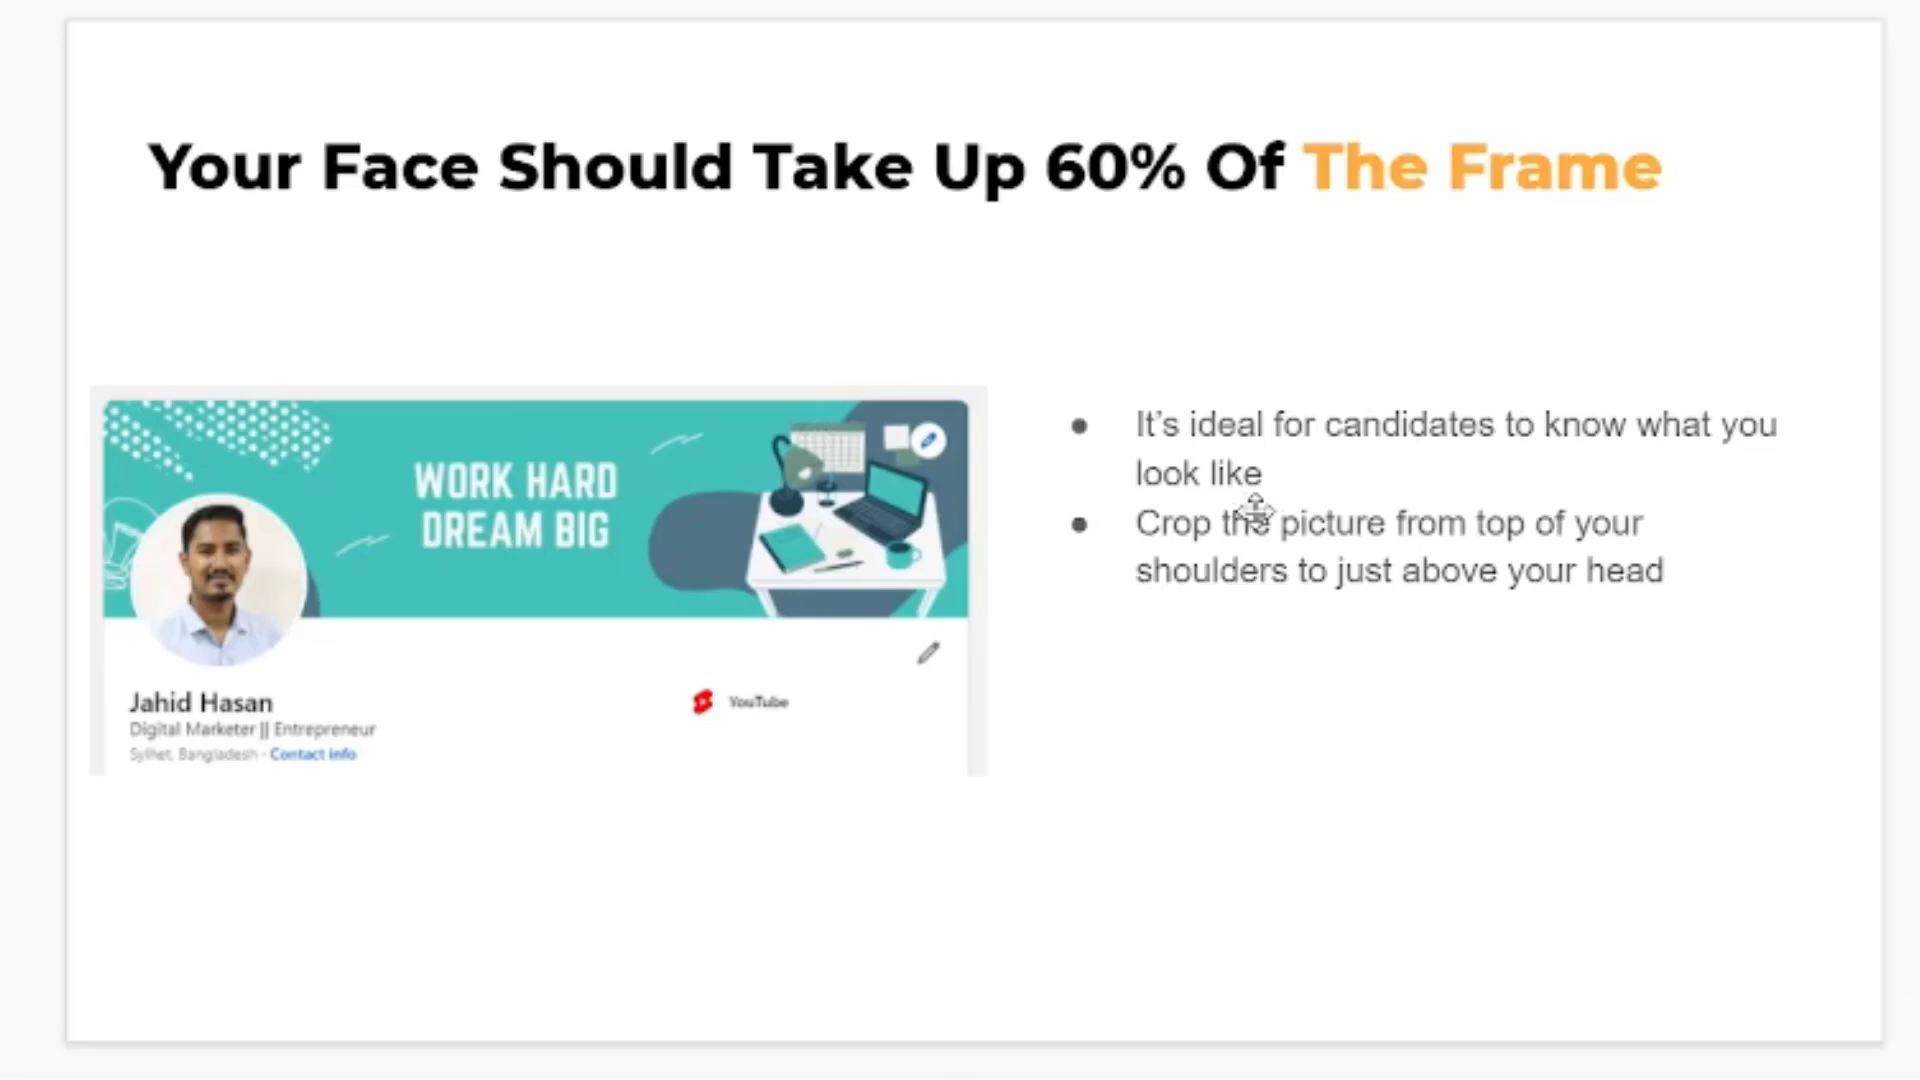 Your Face Should Take Up 60% Of The Frame
WORK HARD
DREAM BIG
Jahid Hasan
Digital Marketer || Entrepreneur
Sylhet, Bangladesh · Contact info
YouTube
● It’s ideal for candidates to know what you
look like
● Crop the picture from top of your
shoulders to just above your head